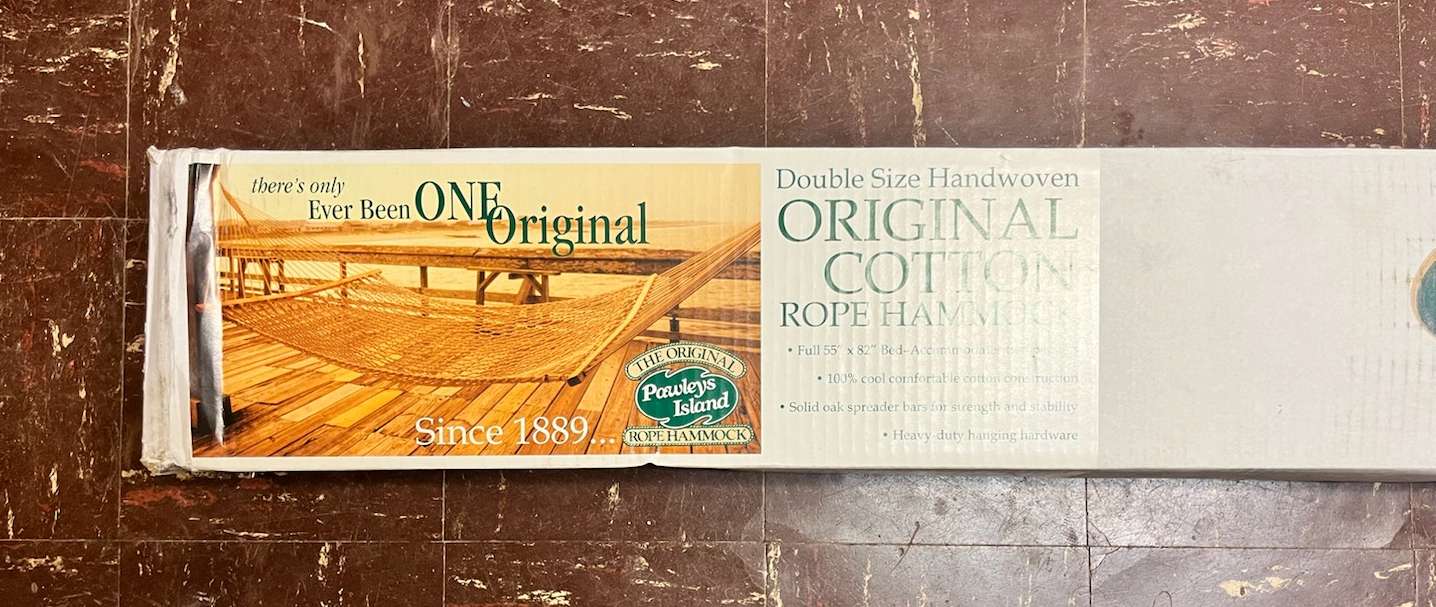 there's only
Ever Been ONE
Original
Since 1889...
THE ORIGINAL
Pawleys
Island
ROPE HAMMOCK
Double Size Handwoven
ORIGINAL
COTTON
ROPE HAMMOCK
• Full 55" x 82" Bed-Accommodates
• 100% cool comfortable cotton construction
• Solid oak spreader bars for strength and stability
• Heavy-duty hanging hardware